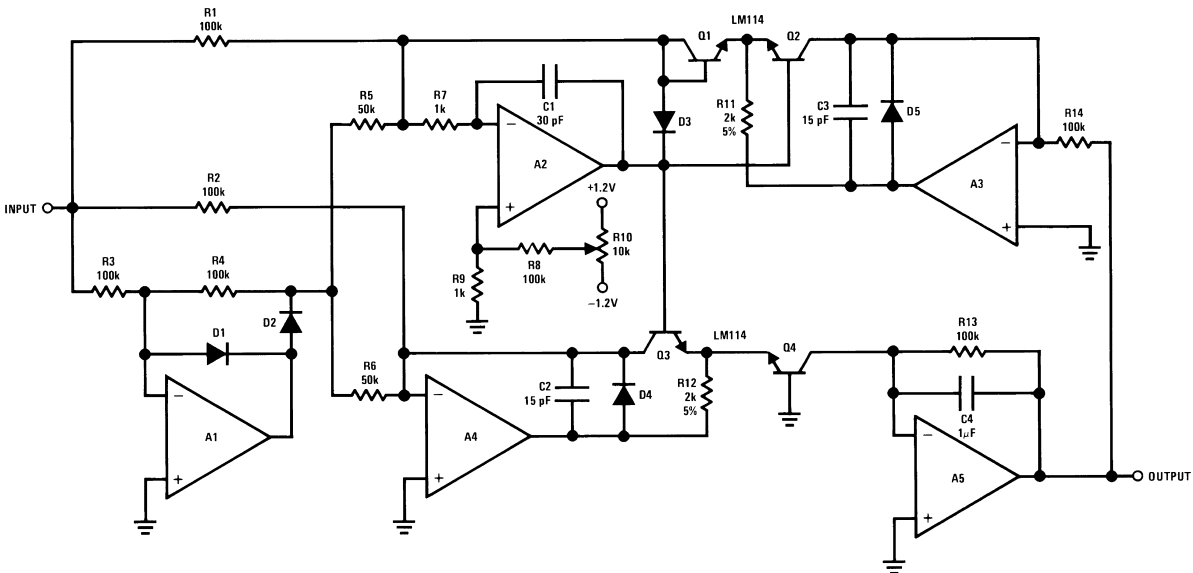 R1
100k
LM114
Q1
Q2
R5
50k
R7
1k
C1
30 pF
D3
R11
2k
5%
C3
15 pF
D5
R14
100k
−
A2
+
−
A3
+
R2
100k
INPUT
+1.2V
R10
10k
−1.2V
R8
100k
R9
1k
R3
100k
R4
100k
D2
D1
R6
50k
−
A1
+
Q3
LM114
Q4
C2
15 pF
D4
R12
2k
5%
−
A4
+
R13
100k
C4
1μF
−
A5
+
OUTPUT